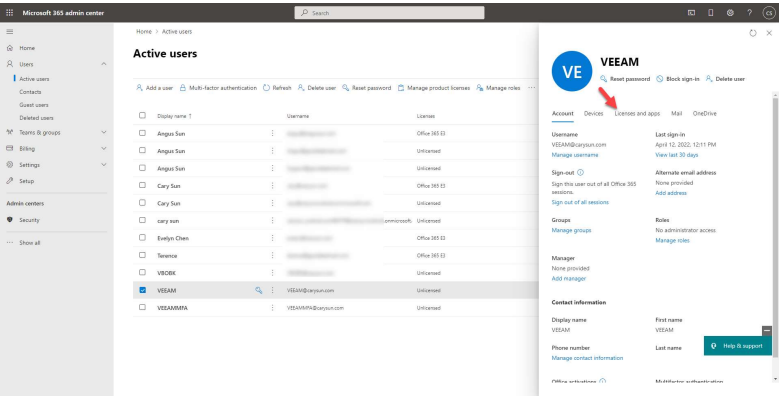 Microsoft 365 admin center
Search
CS
Home
Users
Active users
Contacts
Guest users
Deleted users
Teams & groups
Billing
Settings
Setup
Admin centers
Security
Show all
Home > Active users
Active users
Add a user
Multi-factor authentication
Refresh
Delete user
Reset password
Manage product licenses
Manage roles
Display name ↑ Username Licenses
Angus Sun Office 365 E3
Angus Sun Unlicensed
Angus Sun Unlicensed
Cary Sun Office 365 E3
Cary Sun Unlicensed
cary sun .onmicrosoft. Unlicensed
Evelyn Chen Office 365 E3
Terence Office 365 E3
VBOBK Unlicensed
VEEAM VEEAM@carysun.com Unlicensed
VEEAMMFA VEEAMMFA@carysun.com Unlicensed
VE
VEEAM
Reset password Block sign-in Delete user
Account Devices Licenses and apps Mail OneDrive
Username
VEEAM@carysun.com
Manage username
Last sign-in
April 12, 2022, 12:11 PM
View last 30 days
Sign-out
Sign this user out of all Office 365
sessions.
Sign out of all sessions
Alternate email address
None provided
Add address
Groups
Manage groups
Roles
No administrator access
Manage roles
Manager
None provided
Add manager
Contact information
Display name
VEEAM
First name
VEEAM
Phone number
Manage contact information
Last name
Help & support
Office activations
Multifactor authentication